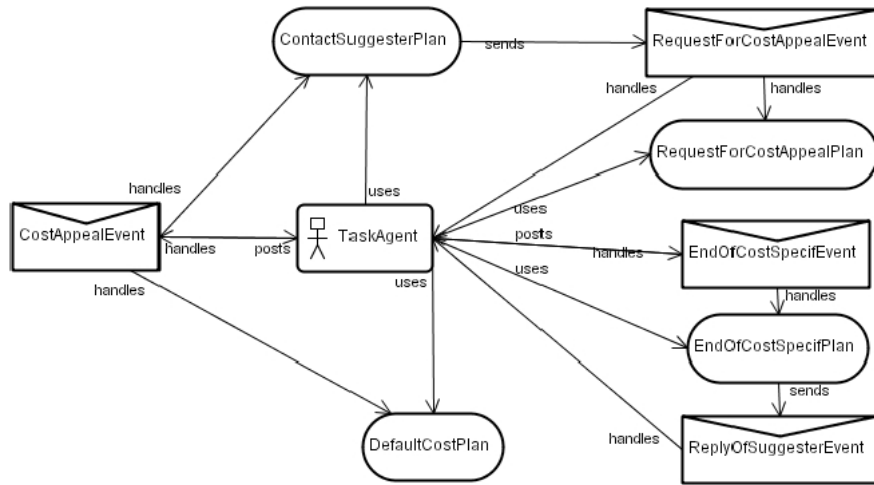 ContactSuggesterPlan
sends
RequestForCostAppealEvent
handles
handles
RequestForCostAppealPlan
handles
uses
uses
CostAppealEvent
handles
posts
TaskAgent
posts
handles
EndOfCostSpecifEvent
uses
uses
handles
handles
EndOfCostSpecifPlan
sends
DefaultCostPlan
handles
ReplyOfSuggesterEvent